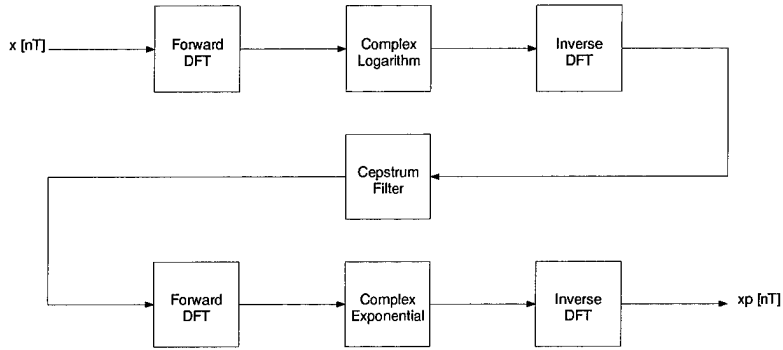 x [nT]
Forward
DFT
Complex
Logarithm
Inverse
DFT
Cepstrum
Filter
Forward
DFT
Complex
Exponential
Inverse
DFT
xp [nT]